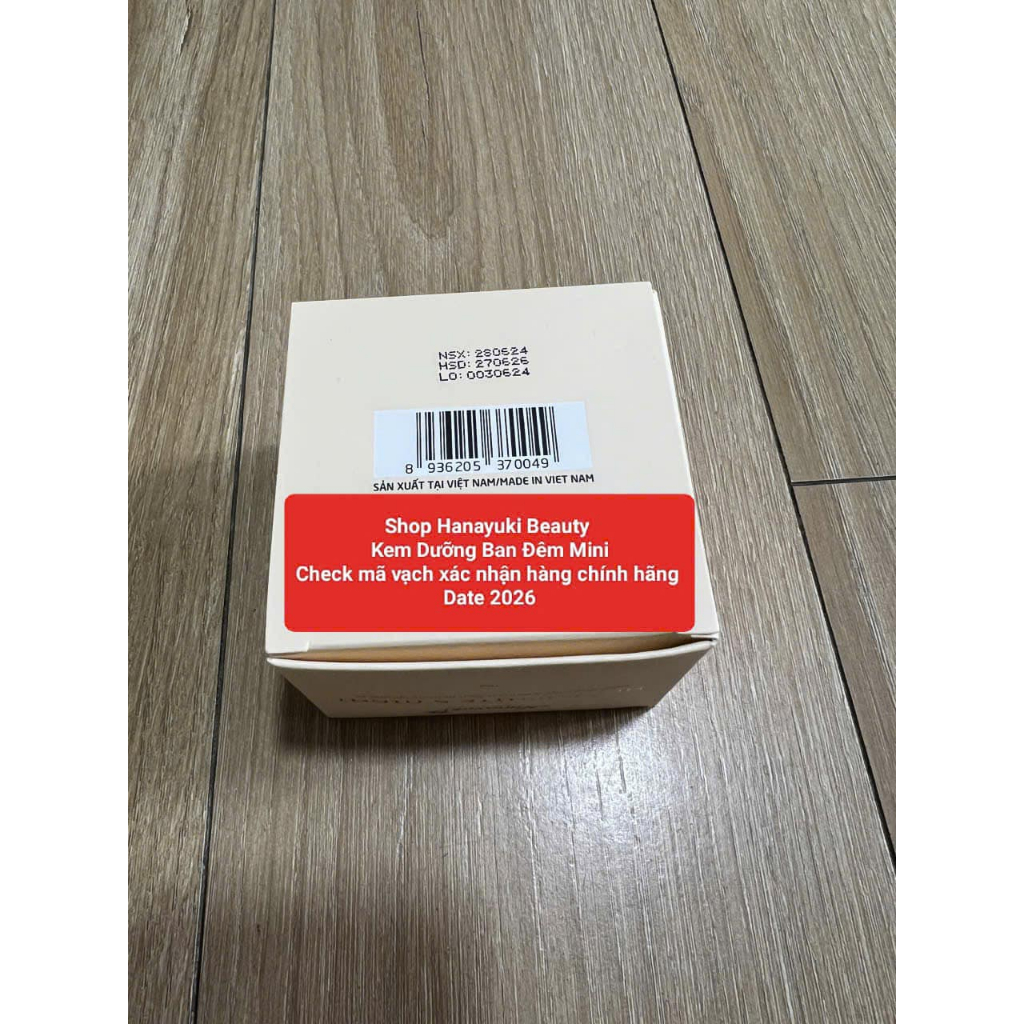 NSX: 280624
HSD: 270626
LO: 0030624
8 936205 370049
SẢN XUẤT TẠI VIỆT NAM/MADE IN VIET NAM
Shop Hanayuki Beauty
Kem Dưỡng Ban Đêm Mini
Check mã vạch xác nhận hàng chính hãng
Date 2026